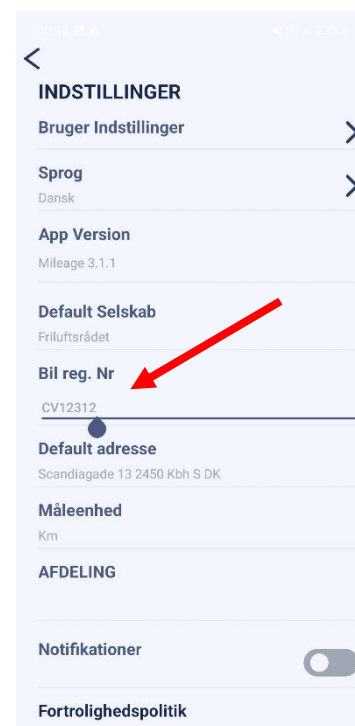 INDSTILLINGER
Bruger Indstillinger
Sprog
Dansk
App Version
Mileage 3.1.1
Default Selskab
Friluftsrådet
Bil reg. Nr
CV12312
Default adresse
Scandiagade 13 2450 Kbh S DK
Måleenhed
Km
AFDELING
Notifikationer
Fortrolighedspolitik